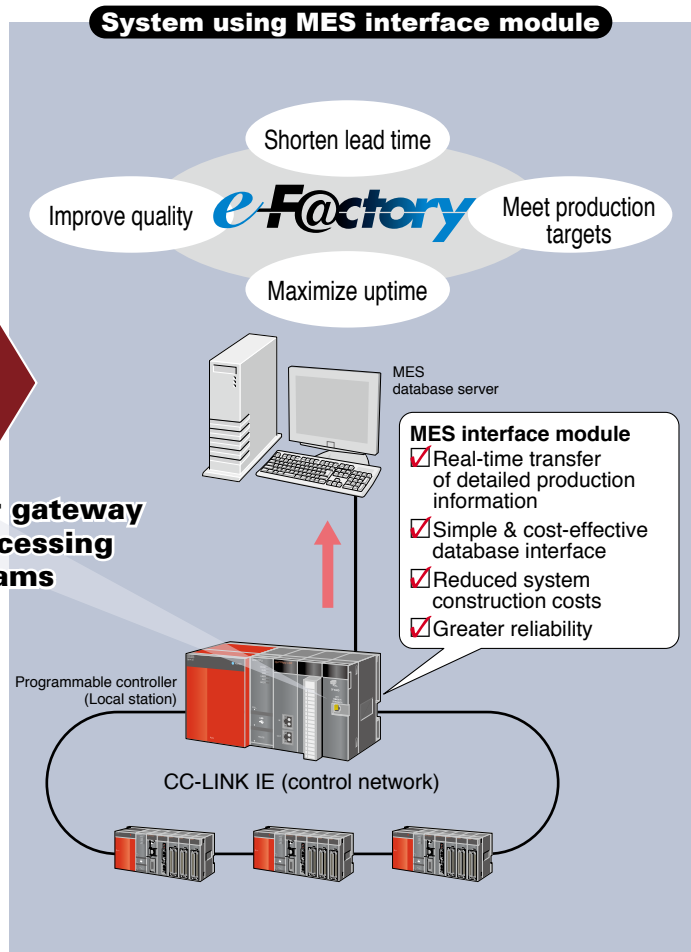 System using MES interface module
Shorten lead time
Improve quality
e-F@ctory
Meet production
targets
Maximize uptime
MES
database server
MES interface module
Real-time transfer
of detailed production
information
Simple & cost-effective
database interface
Reduced system
construction costs
Greater reliability
gateway
Programmable controller
(Local station)
CC-LINK IE (control network)